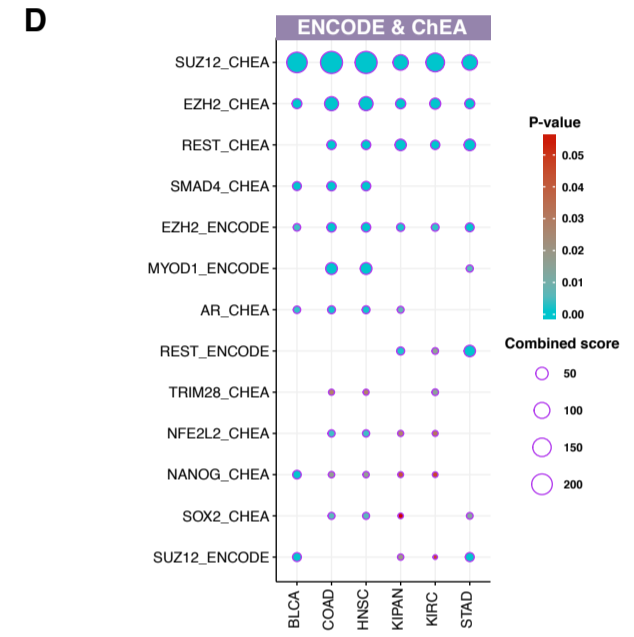 D
ENCODE & ChEA
SUZ12_CHEA
EZH2_CHEA
REST_CHEA
SMAD4_CHEA
EZH2_ENCODE
MYOD1_ENCODE
AR_CHEA
REST_ENCODE
TRIM28_CHEA
NFE2L2_CHEA
NANOG_CHEA
SOX2_CHEA
SUZ12_ENCODE
BLCA
COAD
HNSC
KIPAN
KIRC
STAD
P-value
0.05
0.04
0.03
0.02
0.01
0.00
Combined score
50
100
150
200